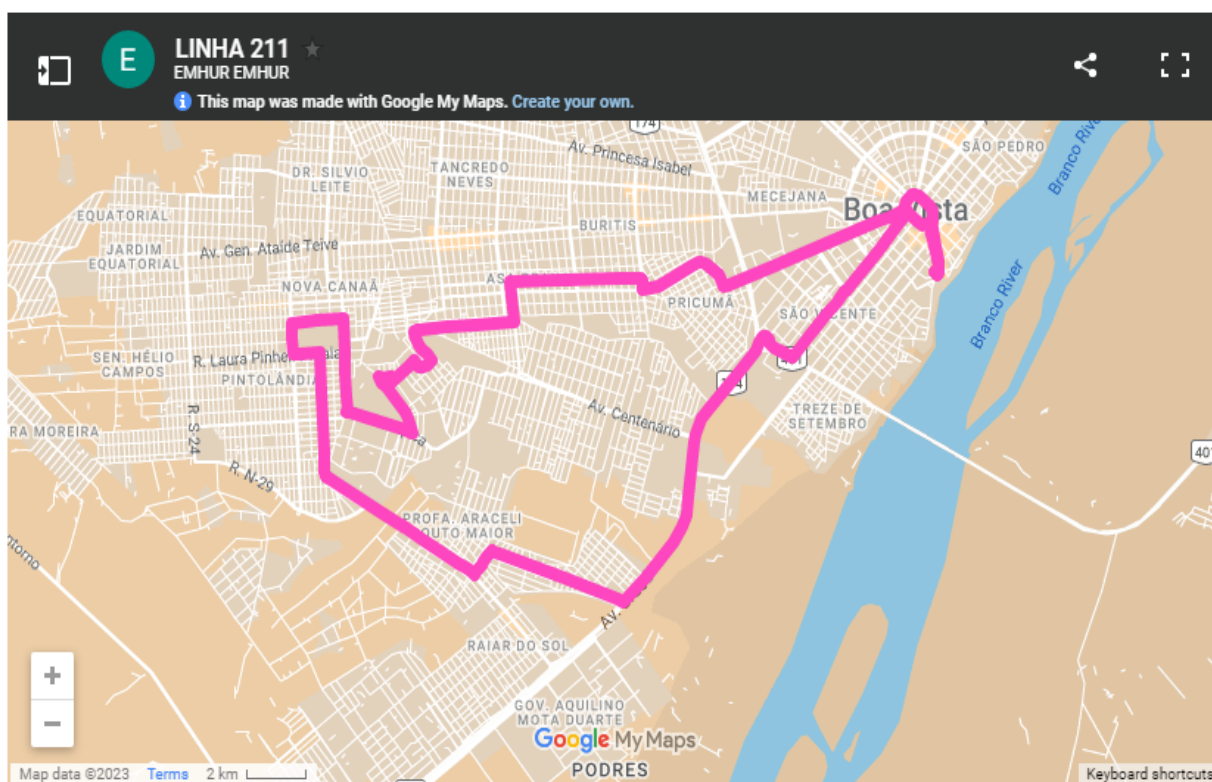 E
LINHA 211
EMHUR EMHUR
This map was made with Google My Maps. Create your own.
174
Av. Princesa Isabel
SÃO PEDRO
Branco River
DR. SILVIO
LEITE
TANCREDO
NEVES
MECEJANA
EQUATORIAL
Boa Vista
BURITIS
JARDIM
EQUATORIAL
Av. Gen. Ataíde Teive
NOVA CANAÃ
PRICUMÃ
SÃO VICENTE
Branco River
SEN. HÉLIO
CAMPOS
R. Laura
PINTOLÂNDIA
RA MOREIRA
R. S-24
Av. Centenário
TREZE DE
SETEMBRO
401
R. N-29
PROFA. ARACELI
OUTO MAIOR
ontorno
Av.
RAIAR DO SOL
GOV. AQUILINO
MOTA DUARTE
Google My Maps
PODRES
+
−
Map data ©2023 Terms 2 km
Keyboard shortcuts